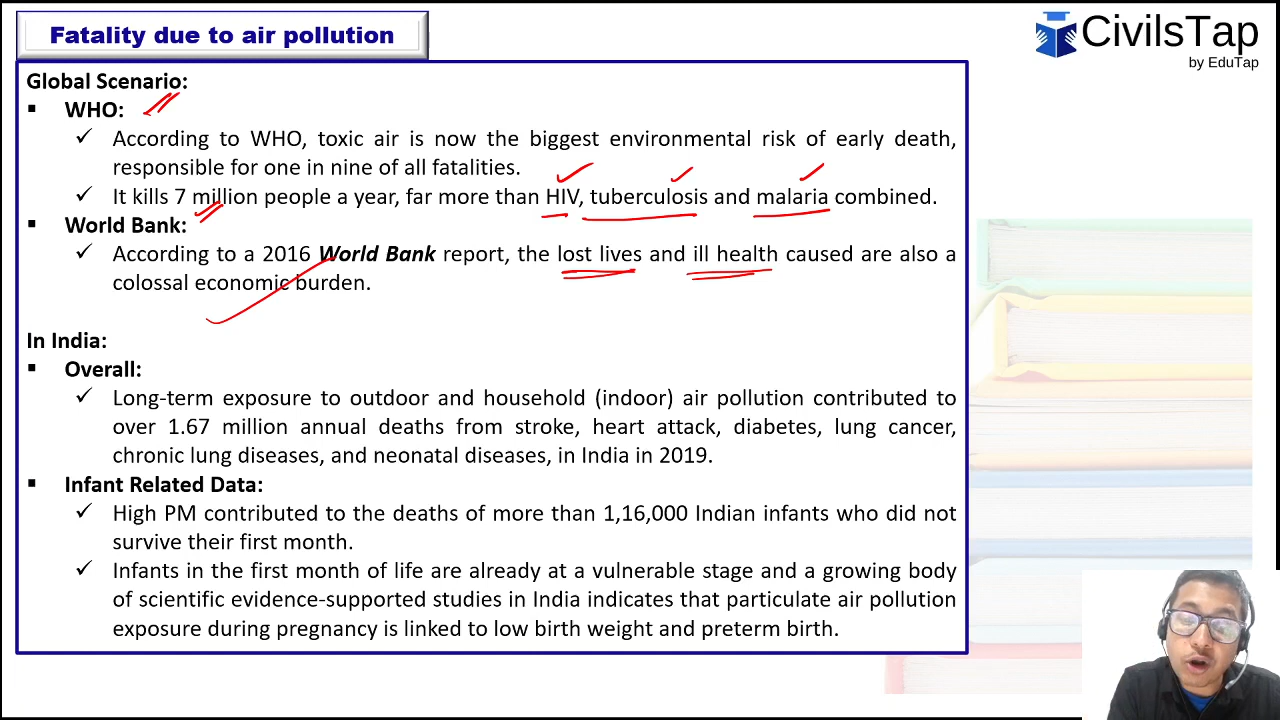 Fatality due to air pollution
CivilsTap
by EduTap
Global Scenario:
▪ WHO:
✓ According to WHO, toxic air is now the biggest environmental risk of early death,
responsible for one in nine of all fatalities.
✓ It kills 7 million people a year, far more than HIV, tuberculosis and malaria combined.
▪ World Bank:
✓ According to a 2016 World Bank report, the lost lives and ill health caused are also a
colossal economic burden.
In India:
▪ Overall:
✓ Long-term exposure to outdoor and household (indoor) air pollution contributed to
over 1.67 million annual deaths from stroke, heart attack, diabetes, lung cancer,
chronic lung diseases, and neonatal diseases, in India in 2019.
▪ Infant Related Data:
✓ High PM contributed to the deaths of more than 1,16,000 Indian infants who did not
survive their first month.
✓ Infants in the first month of life are already at a vulnerable stage and a growing body
of scientific evidence-supported studies in India indicates that particulate air pollution
exposure during pregnancy is linked to low birth weight and preterm birth.